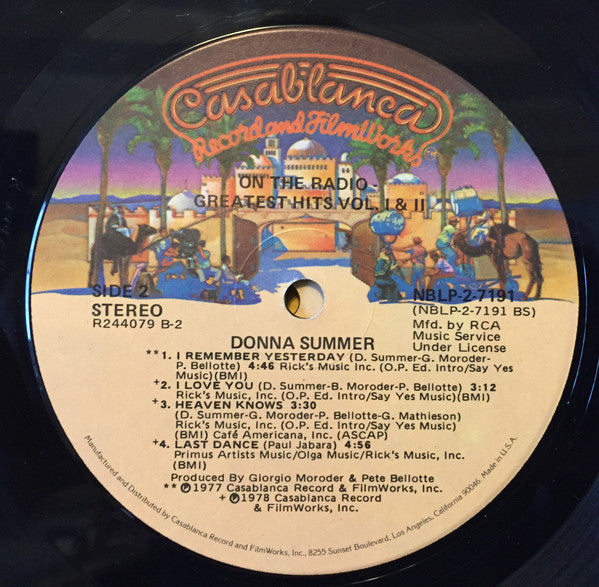 Casablanca
Record and FilmWorks™
ON THE RADIO -
GREATEST HITS VOL. I & II
SIDE 2
STEREO
R244079 B-2
NBLP-2-7191
(NBLP-2-7191 BS)
Mfd. by RCA
Music Service
Under License
DONNA SUMMER
**1. I REMEMBER YESTERDAY (D. Summer-G. Moroder-
P. Bellotte) 4:46 Rick's Music Inc. (O.P. Ed. Intro/Say Yes
Music)(BMI)
+2. I LOVE YOU (D. Summer-B. Moroder-P. Bellotte) 3:12
Rick's Music, Inc. (O.P. Ed. Intro/Say Yes Music)(BMI)
+3. HEAVEN KNOWS 3:30
(D. Summer-G. Moroder-P. Bellotte-G. Mathieson)
Rick's Music, Inc. (O.P. Ed. Intro/Say Yes Music)
(BMI) Café Americana, Inc. (ASCAP)
+4. LAST DANCE (Paul Jabara) 4:56
Primus Artists Music/Olga Music/Rick's Music, Inc.
(BMI)
Produced By Giorgio Moroder & Pete Bellotte
** ℗1977 Casablanca Record & FilmWorks, Inc.
+ ℗1978 Casablanca Record
& FilmWorks, Inc.
Manufactured and Distributed by Casablanca Record and FilmWorks, Inc., 8255 Sunset Boulevard, Los Angeles, California 90046. Made in U.S.A.